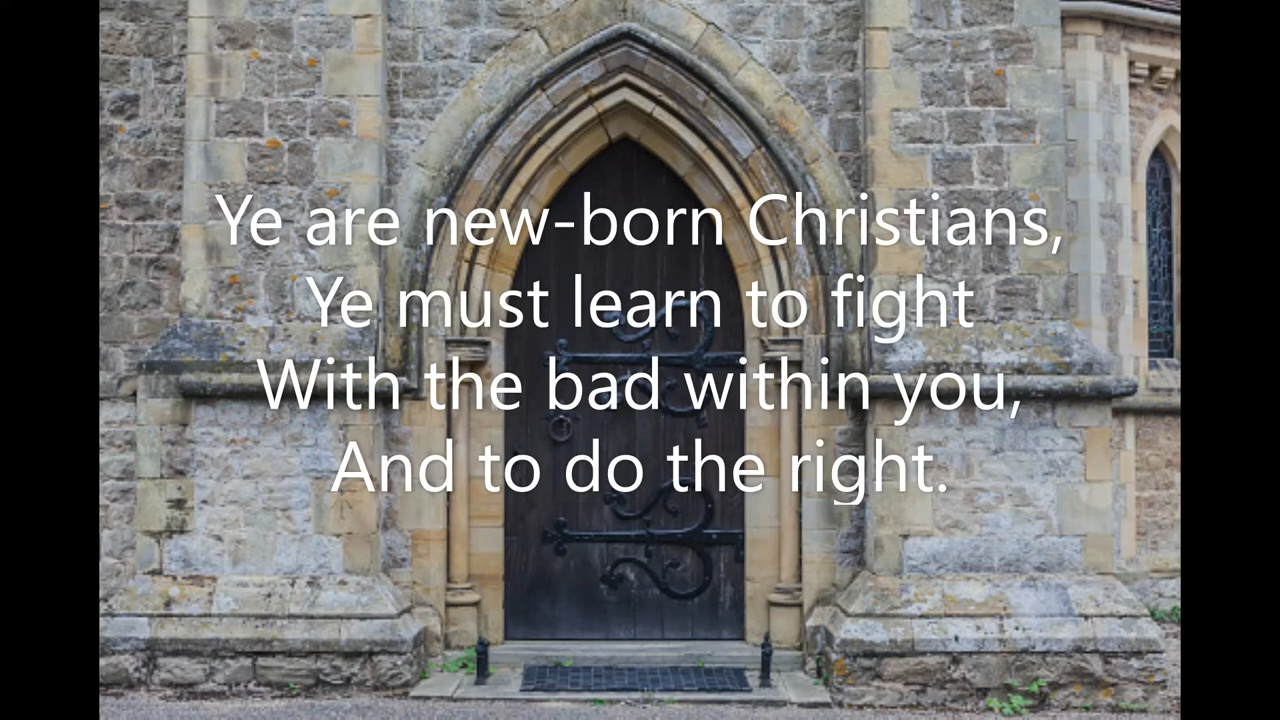 Ye are new-born Christians,
Ye must learn to fight
With the bad within you,
And to do the right.